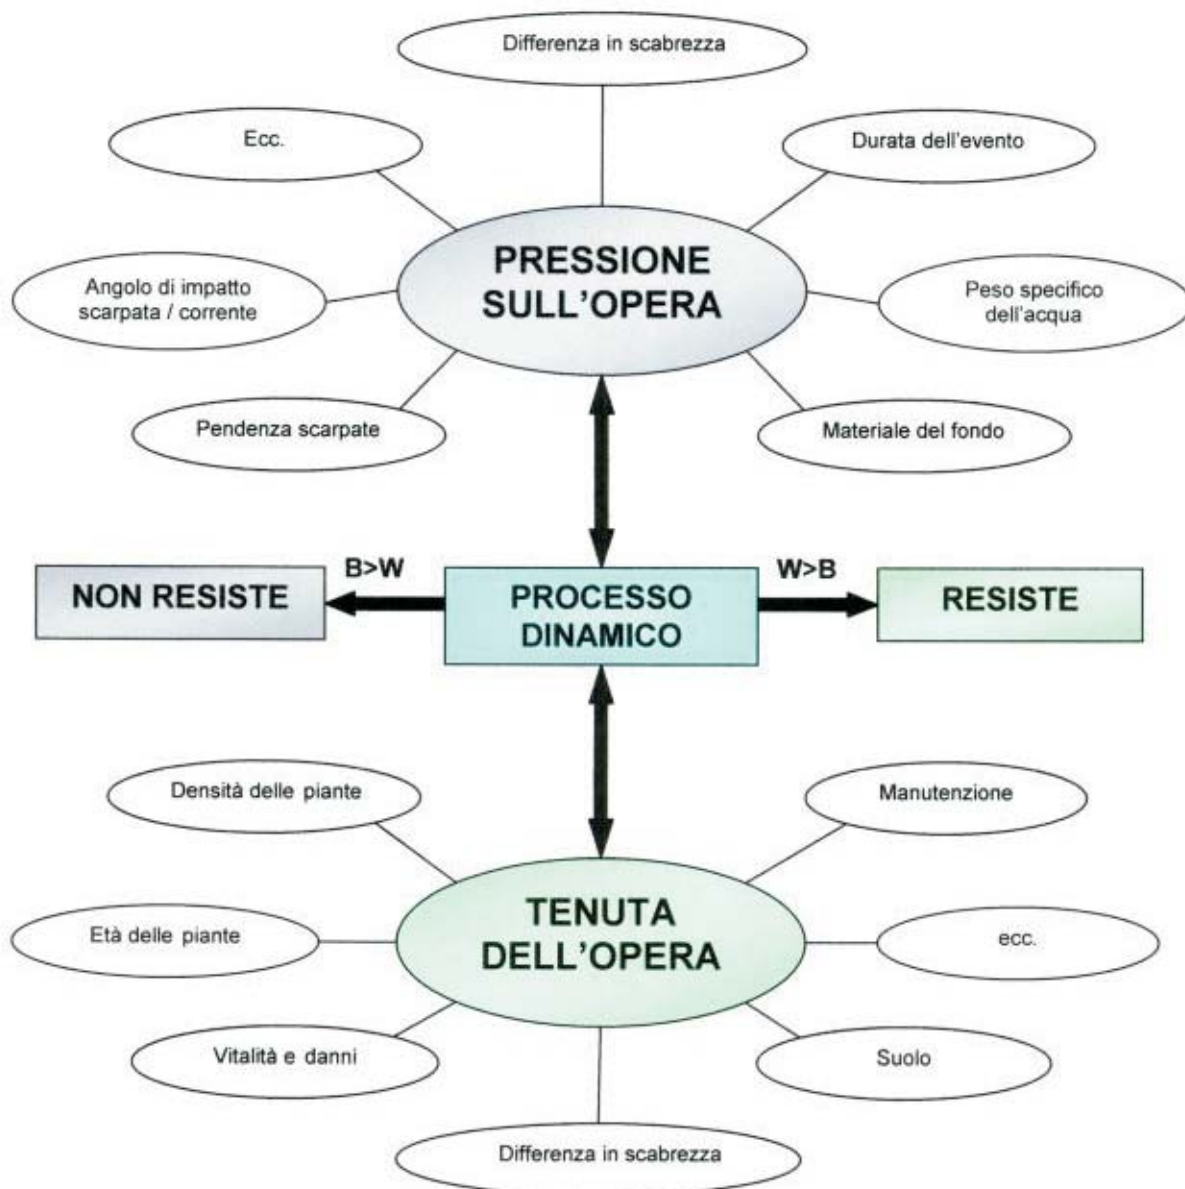 Differenza in scabrezza
Ecc.
Durata dell'evento
PRESSIONE
SULL'OPERA
Angolo di impatto
scarpata / corrente
Peso specifico
dell'acqua
Pendenza scarpate
Materiale del fondo
NON RESISTE
B>W
PROCESSO
DINAMICO
W>B
RESISTE
Densità delle piante
Manutenzione
TENUTA
DELL'OPERA
Età delle piante
ecc.
Vitalità e danni
Suolo
Differenza in scabrezza